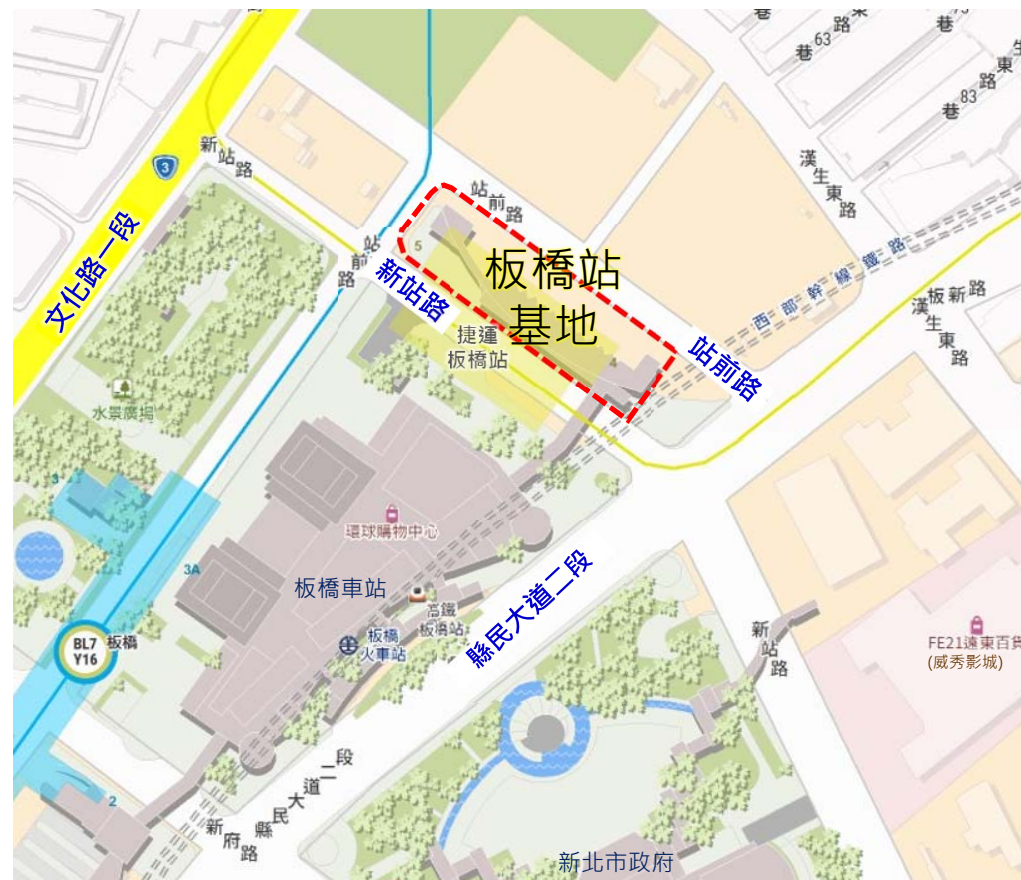 63
巷
路
巷
83
巷
路
東
新站路
3
站前路
漢生東路
文化路一段
站前路
5
新站路
板橋站
基地
捷運
板橋站
西部幹線鐵路
板新路
漢生東路
站前路
水景廣場
3
環球購物中心
3A
板橋車站
高鐵
板橋站
板橋
火車站
縣民大道二段
BL7
Y16
板橋
新站路
FE21遠東百貨
(威秀影城)
縣民大道二段
2
新府路
新北市政府